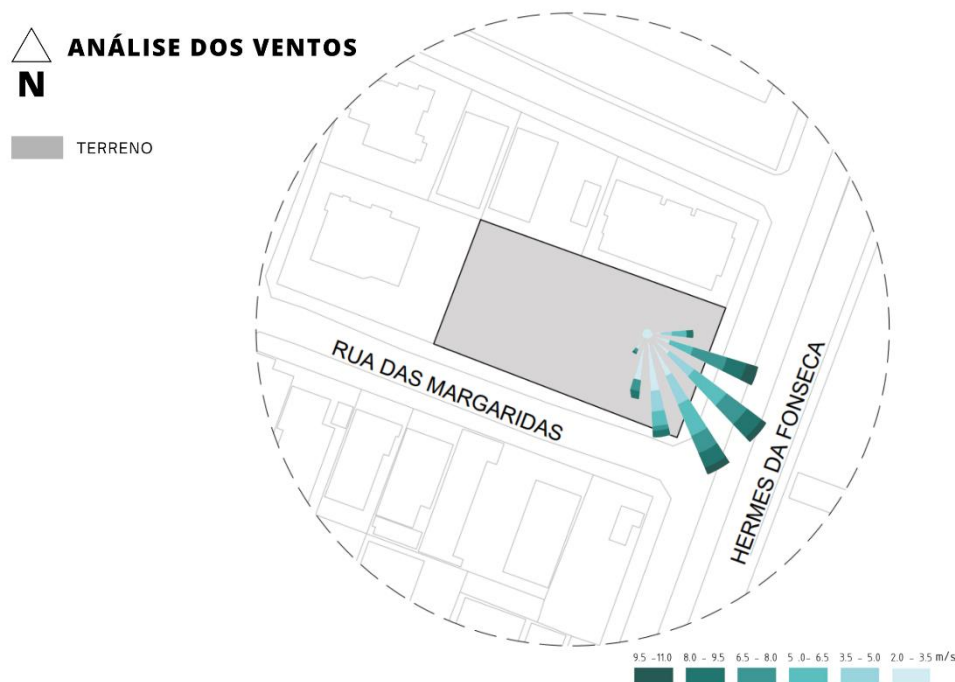 ANÁLISE DOS VENTOS
N
TERRENO
RUA DAS MARGARIDAS
HERMES DA FONSECA
9.5 -11.0 8.0 - 9.5 6.5 - 8.0 5 .0- 6.5 3.5 - 5.0 2.0 - 3.5 m/s